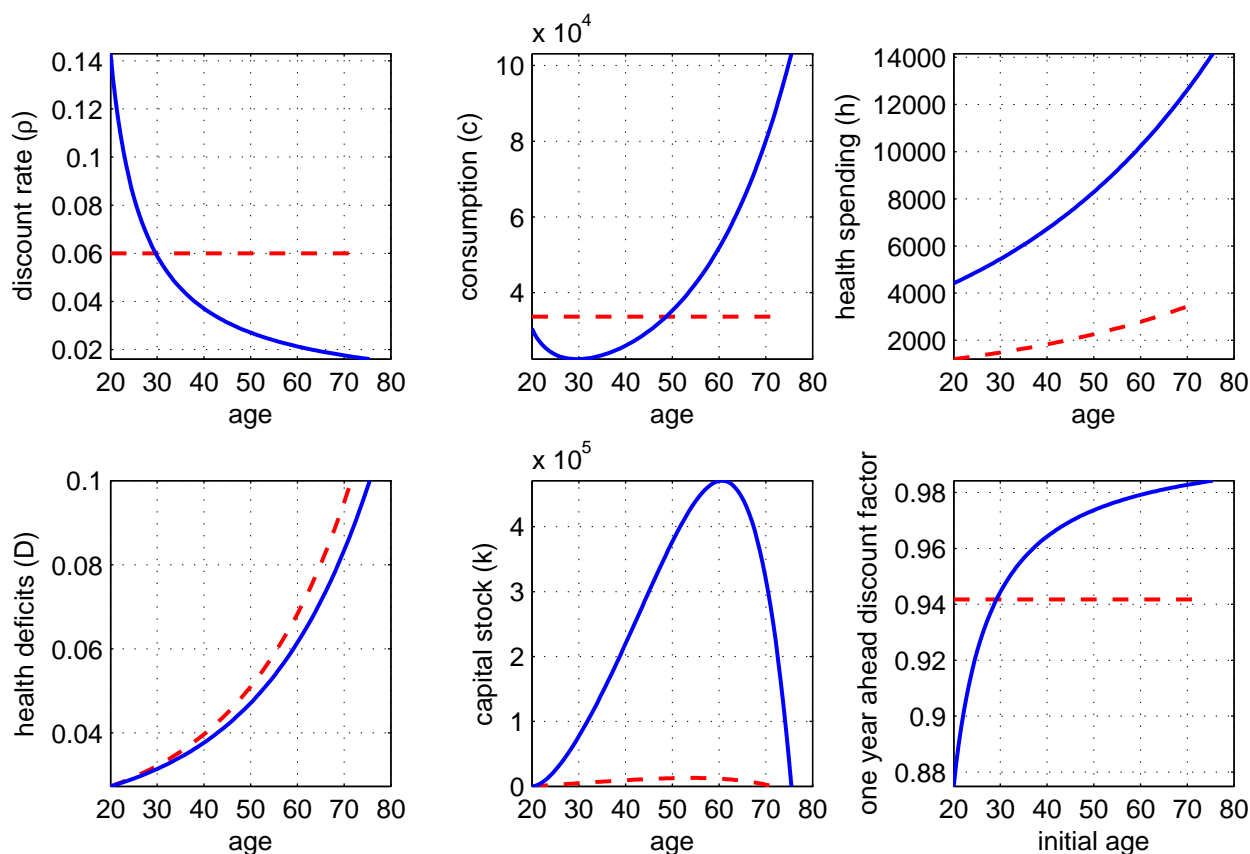 0.14
0.12
0.1
0.08
0.06
0.04
0.02
20 30 40 50 60 70 80
age
discount rate (ρ)
x 10^4
10
8
6
4
20 30 40 50 60 70 80
age
consumption (c)
14000
12000
10000
8000
6000
4000
2000
20 30 40 50 60 70 80
age
health spending (h)
0.1
0.08
0.06
0.04
20 30 40 50 60 70 80
age
health deficits (D)
x 10^5
4
3
2
1
0
20 30 40 50 60 70 80
age
capital stock (k)
0.98
0.96
0.94
0.92
0.9
0.88
20 30 40 50 60 70 80
initial age
one year ahead discount factor